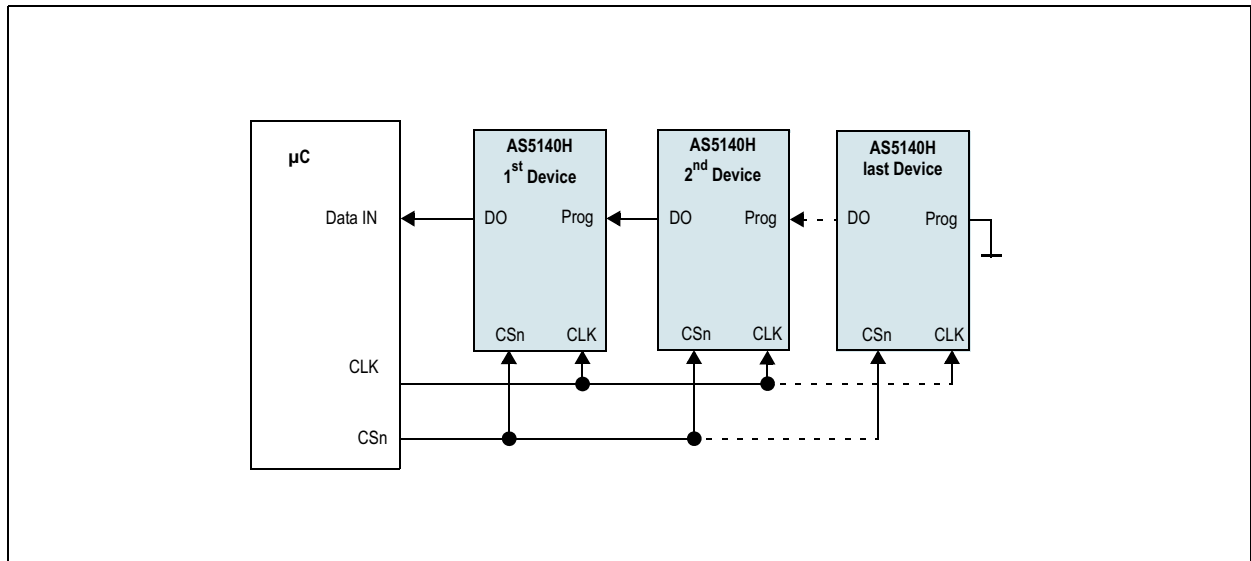 µC
Data IN
CLK
CSn
AS5140H
1st Device
DO Prog
CSn CLK
AS5140H
2nd Device
DO Prog
CSn CLK
AS5140H
last Device
DO Prog
CSn CLK